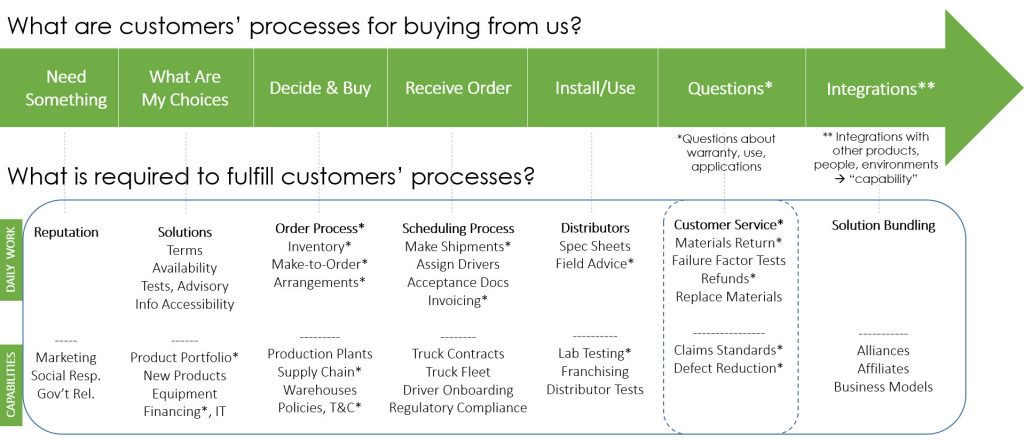 What are customers’ processes for buying from us?
Need
Something
What Are
My Choices
Decide & Buy
Receive Order
Install/Use
Questions*
Integrations**
*Questions about
warranty, use,
applications
** Integrations with
other products,
people, environments
→ “capability”
What is required to fulfill customers’ processes?
DAILY WORK
Reputation
Solutions
Terms
Availability
Tests, Advisory
Info Accessibility
Order Process*
Inventory*
Make-to-Order*
Arrangements*
Scheduling Process
Make Shipments*
Assign Drivers
Acceptance Docs
Invoicing*
Distributors
Spec Sheets
Field Advice*
Customer Service*
Materials Return*
Failure Factor Tests
Refunds*
Replace Materials
Solution Bundling
CAPABILITIES
-----
Marketing
Social Resp.
Gov’t Rel.
---------
Product Portfolio*
New Products
Equipment
Financing*, IT
---------
Production Plants
Supply Chain*
Warehouses
Policies, T&C*
--------
Truck Contracts
Truck Fleet
Driver Onboarding
Regulatory Compliance
----------
Lab Testing*
Franchising
Distributor Tests
----------------
Claims Standards*
Defect Reduction*
-----------
Alliances
Affiliates
Business Models